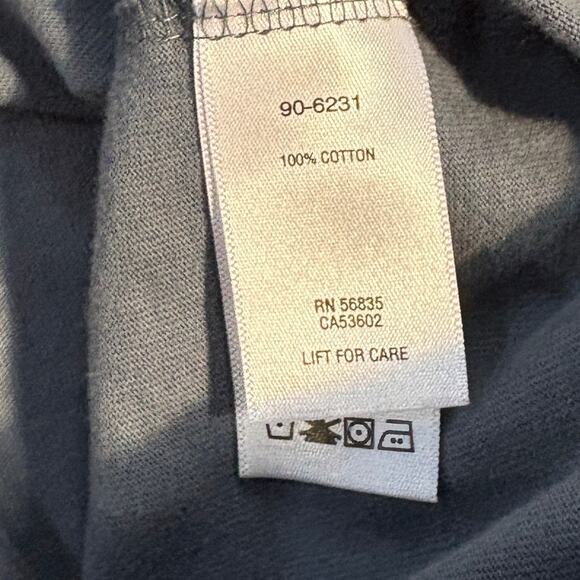 90-6231
100% COTTON
RN 56835
CA53602
LIFT FOR CARE